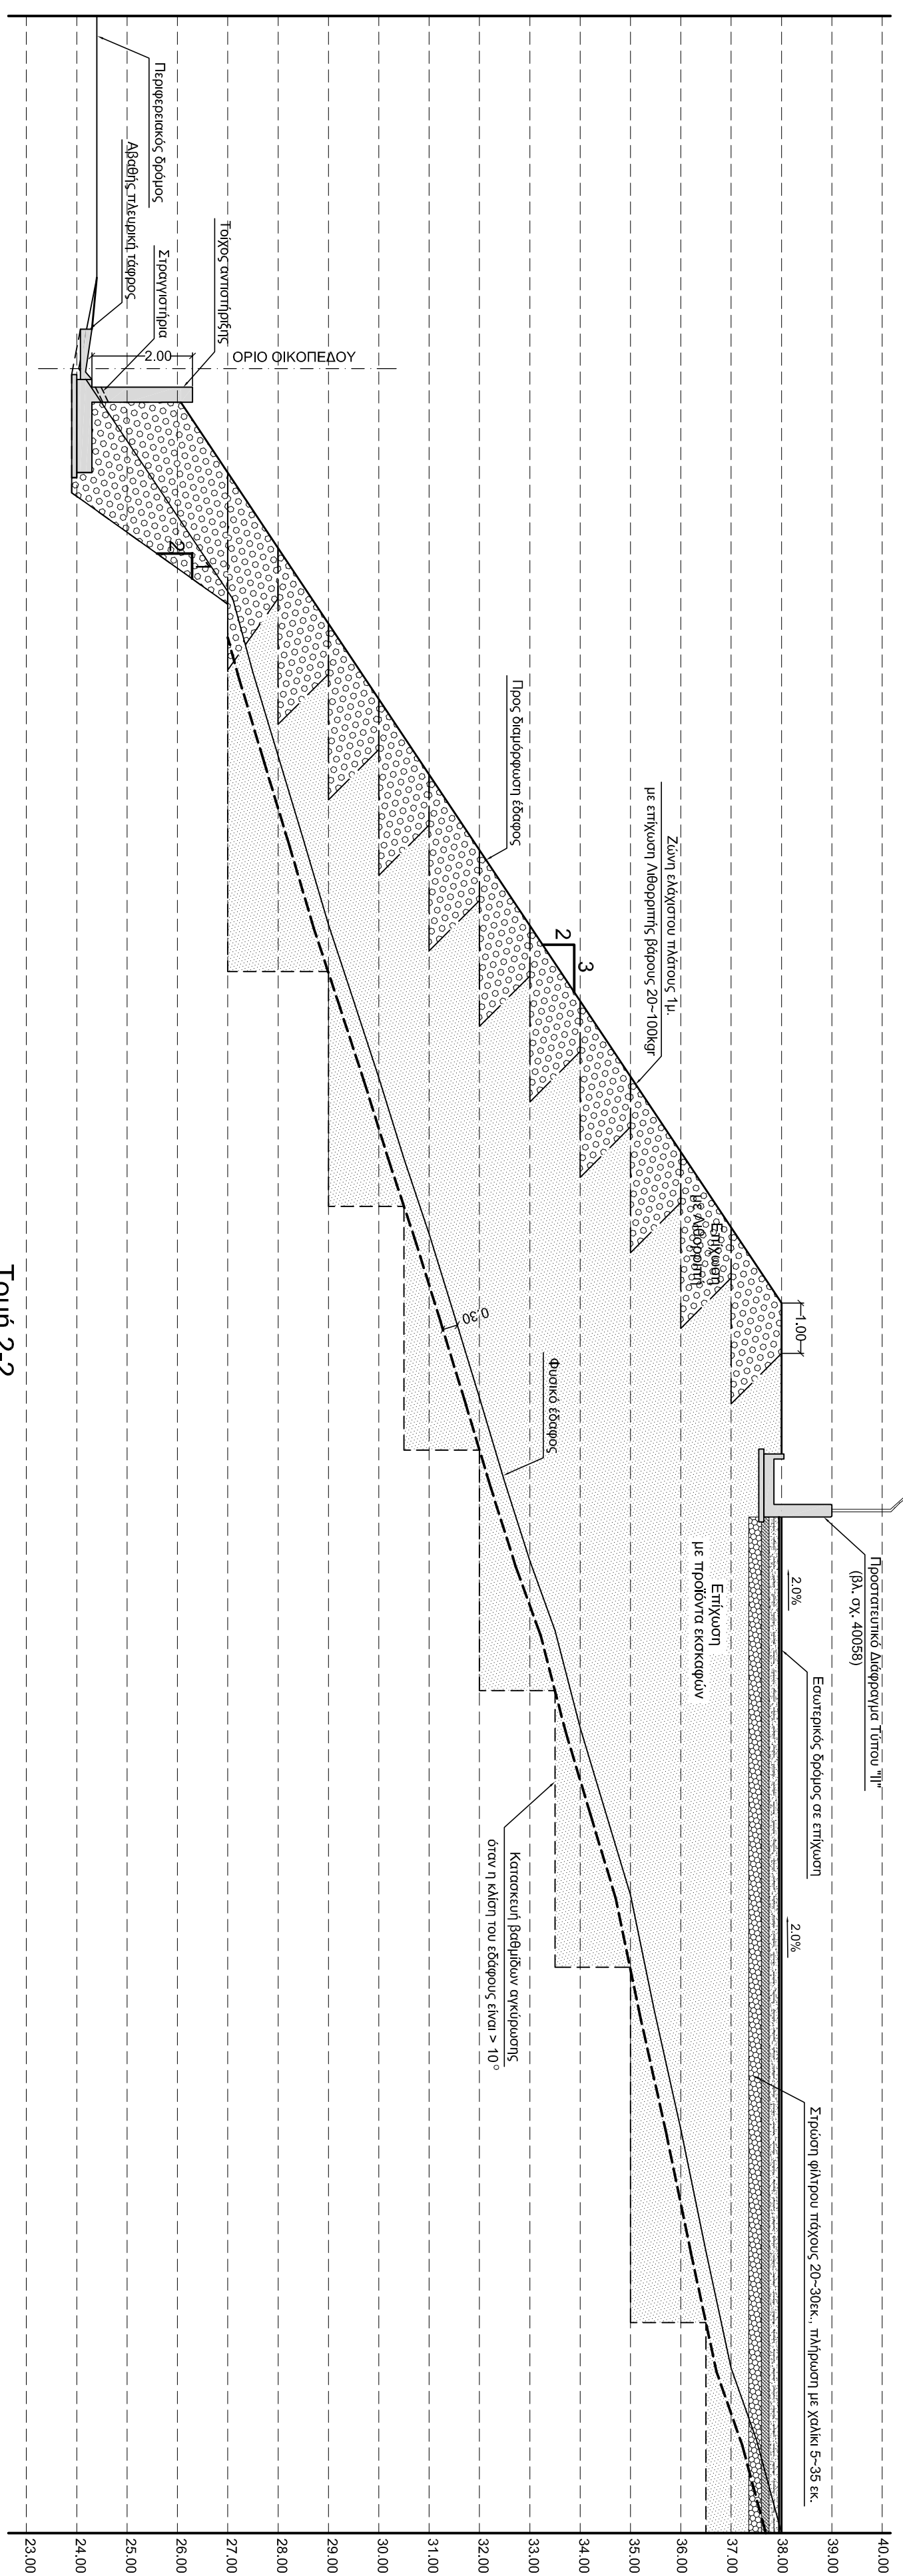 Περιφερειακός δρόμος
Αβαθής πλευρική τάφρος
Στραγγιστήρια
Τοίχος αντιστήριξης
2.00
ΟΡΙΟ ΟΙΚΟΠΕΔΟΥ
2
1
Προς διαμόρφωση έδαφος
2
3
Ζώνη ελάχιστου πλάτους 1μ.
με επίχωση Λιθορριπής βάρους 20~100kgr
Επίχωση
με Λιθορριπή
1.00
0.30
Φυσικό έδαφος
Επίχωση
με προϊόντα εκσκαφών
Προστατευτικό Διάφραγμα Τύπου "ΙΙ"
(βλ. σχ. 40058)
2.0%
Εσωτερικός δρόμος σε επίχωση
2.0%
Κατασκευή βαθμίδων αγκύρωσης
όταν η κλίση του εδάφους είναι > 10°
Στρώση φίλτρου πάχους 20~30εκ., πλήρωση με χαλίκι 5~35 εκ.
Τομή 2-2
40.00
39.00
38.00
37.00
36.00
35.00
34.00
33.00
32.00
31.00
30.00
29.00
28.00
27.00
26.00
25.00
24.00
23.00